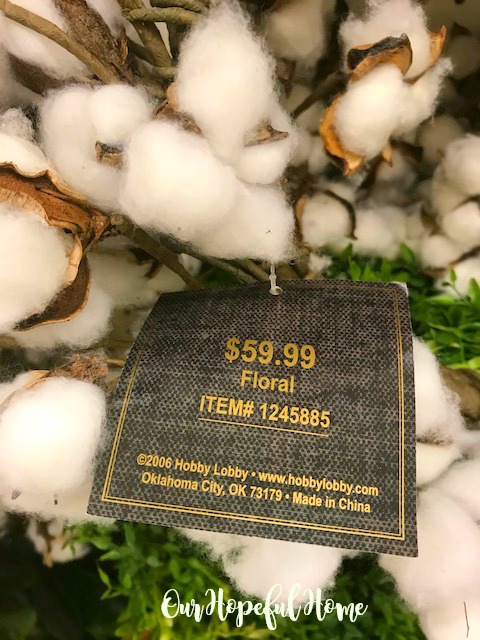 $59.99
Floral
ITEM# 1245885
©2006 Hobby Lobby • www.hobbylobby.com
Oklahoma City, OK 73179 • Made in China
OurHopefulHome